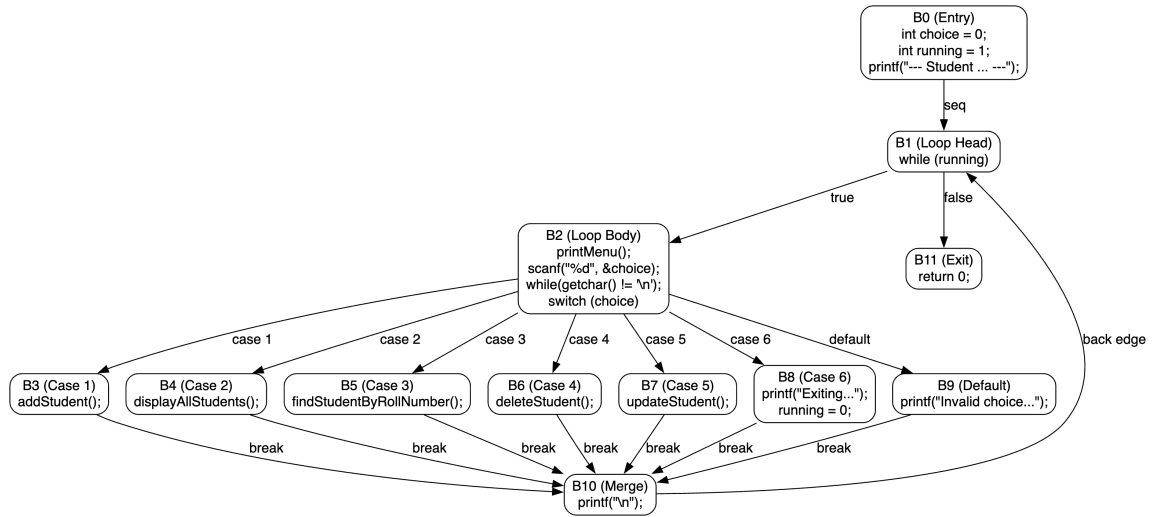 B0 (Entry)
int choice = 0;
int running = 1;
printf("--- Student ... ---");
seq
B1 (Loop Head)
while (running)
true
false
B2 (Loop Body)
printMenu();
scanf("%d", &choice);
while(getchar() != '\n');
switch (choice)
B11 (Exit)
return 0;
case 1
case 2
case 3
case 4
case 5
case 6
default
back edge
B3 (Case 1)
addStudent();
B4 (Case 2)
displayAllStudents();
B5 (Case 3)
findStudentByRollNumber();
B6 (Case 4)
deleteStudent();
B7 (Case 5)
updateStudent();
B8 (Case 6)
printf("Exiting...");
running = 0;
B9 (Default)
printf("Invalid choice...");
break
break
break
break
break
break
break
B10 (Merge)
printf("\n");